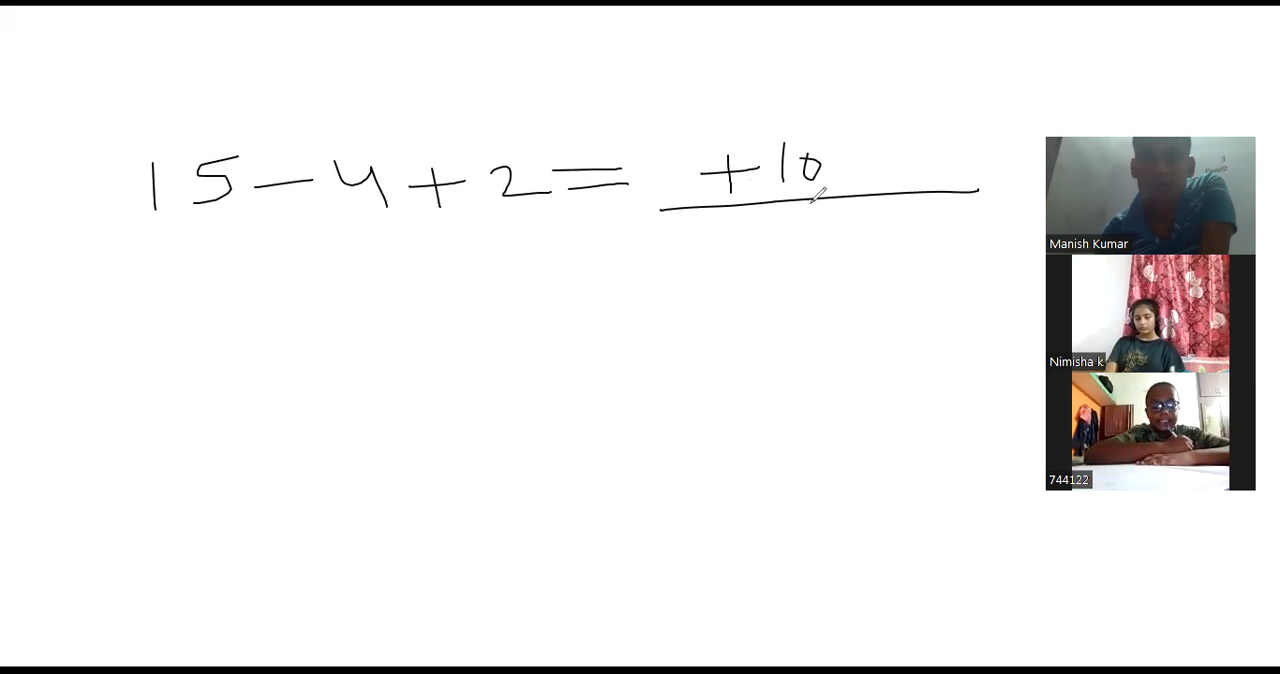 15 - 4 + 2 = +10
Manish Kumar
Nimisha k
744122